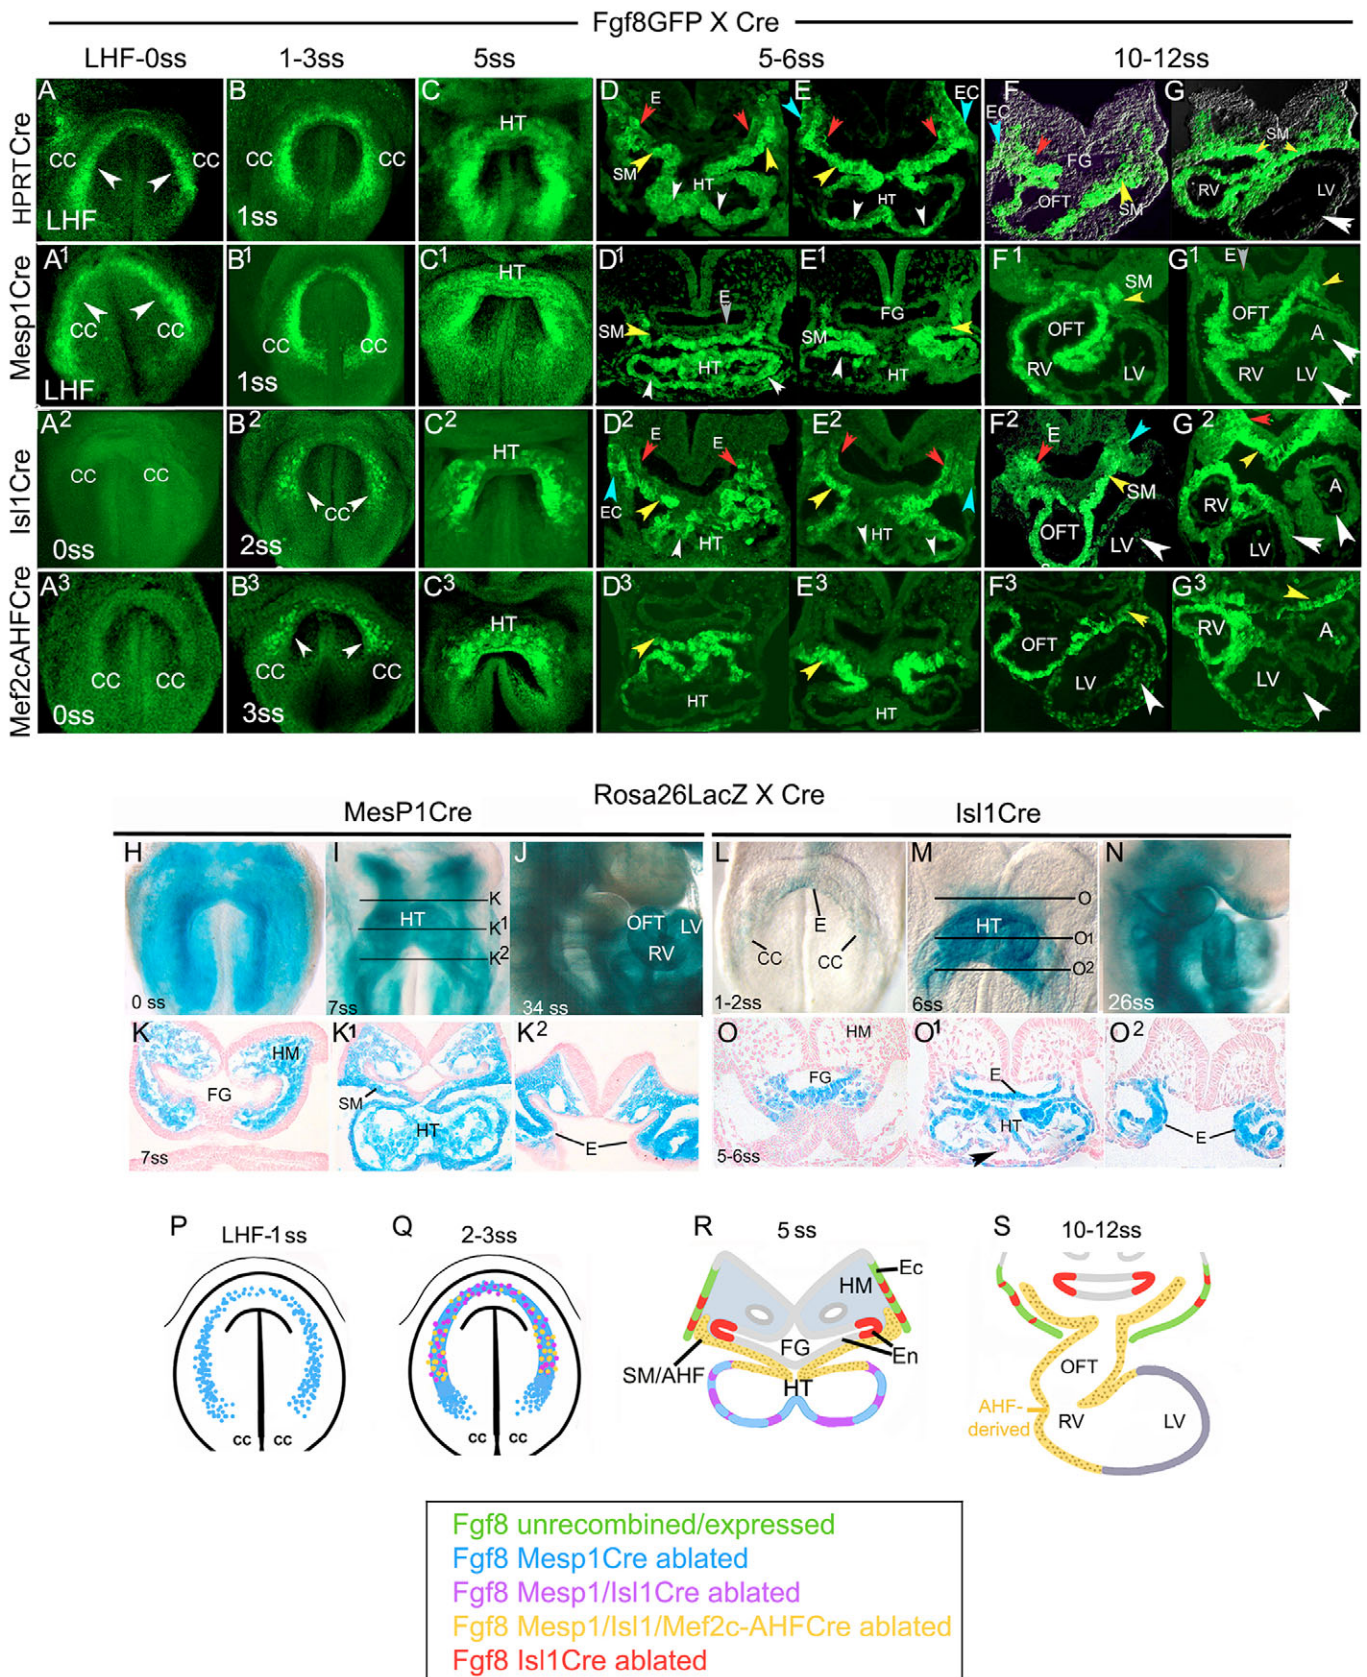 Fgf8GFP X Cre
LHF-0ss 1-3ss 5ss 5-6ss 10-12ss
HPRTCre
A CC CC LHF
B CC CC 1ss
C HT
D E SM HT
E EC HT
F EC FG OFT SM
G SM RV LV
Mesp1Cre
A1 CC CC LHF
B1 CC CC 1ss
C1 HT
D1 E SM HT
E1 FG SM HT
F1 SM OFT RV LV
G1 E OFT A RV LV
Isl1Cre
A2 CC CC 0ss
B2 CC 2ss
C2 HT
D2 E E EC HT
E2 HT
F2 E SM OFT LV
G2 RV A LV
Mef2cAHFCre
A3 CC CC 0ss
B3 CC CC 3ss
C3 HT
D3 HT
E3 HT
F3 OFT LV
G3 RV A LV
Rosa26LacZ X Cre
MesP1Cre Isl1Cre
H 0 ss
I K HT K1 K2 7ss
J OFT LV RV 34 ss
L E CC CC 1-2ss
M O HT O1 O2 6ss
N 26ss
K HM FG 7ss
K1 SM HT
K2 E
O HM FG 5-6ss
O1 E HT
O2 E
P LHF-1ss cc cc
Q 2-3ss cc cc
R 5 ss Ec HM FG En SM/AHF HT
S 10-12ss OFT AHF-derived RV LV
Fgf8 unrecombined/expressed
Fgf8 Mesp1Cre ablated
Fgf8 Mesp1/Isl1Cre ablated
Fgf8 Mesp1/Isl1/Mef2c-AHFCre ablated
Fgf8 Isl1Cre ablated